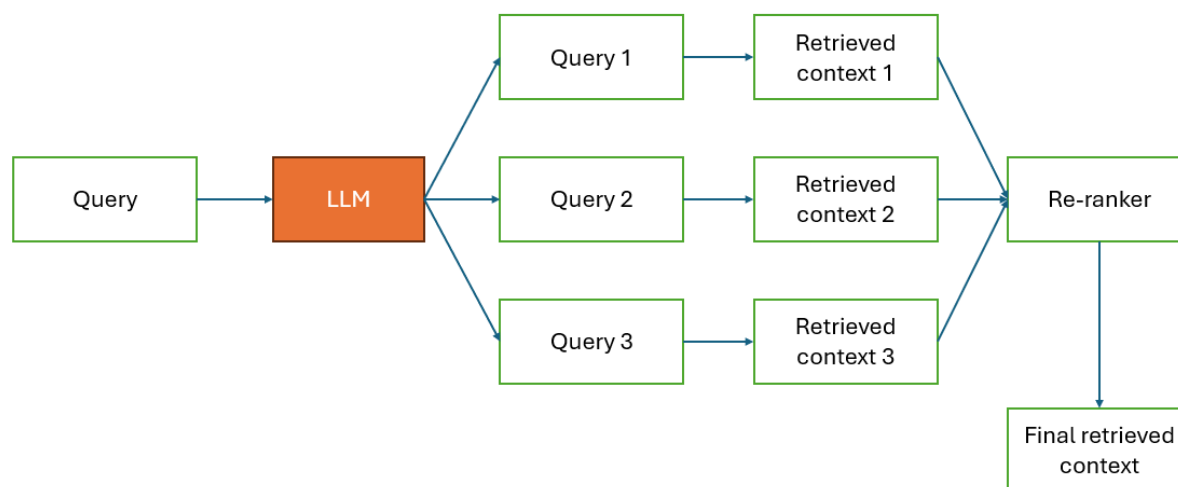 Query
LLM
Query 1
Query 2
Query 3
Retrieved
context 1
Retrieved
context 2
Retrieved
context 3
Re-ranker
Final retrieved
context